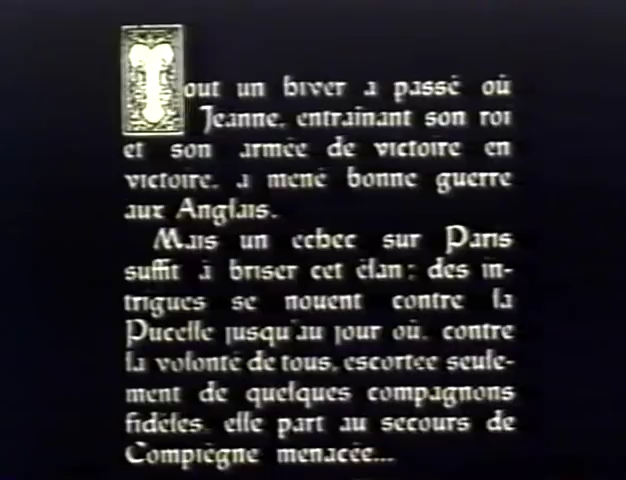 Tout un hiver a passé où
Jeanne, entraînant son roi
et son armée de victoire en
victoire, a mené bonne guerre
aux Anglais.
Mais un echec sur Paris
suffit à briser cet élan : des in-
trigues se nouent contre la
Pucelle jusqu'au jour où, contre
la volonté de tous, escortée seule-
ment de quelques compagnons
fidèles, elle part au secours de
Compiègne menacée...